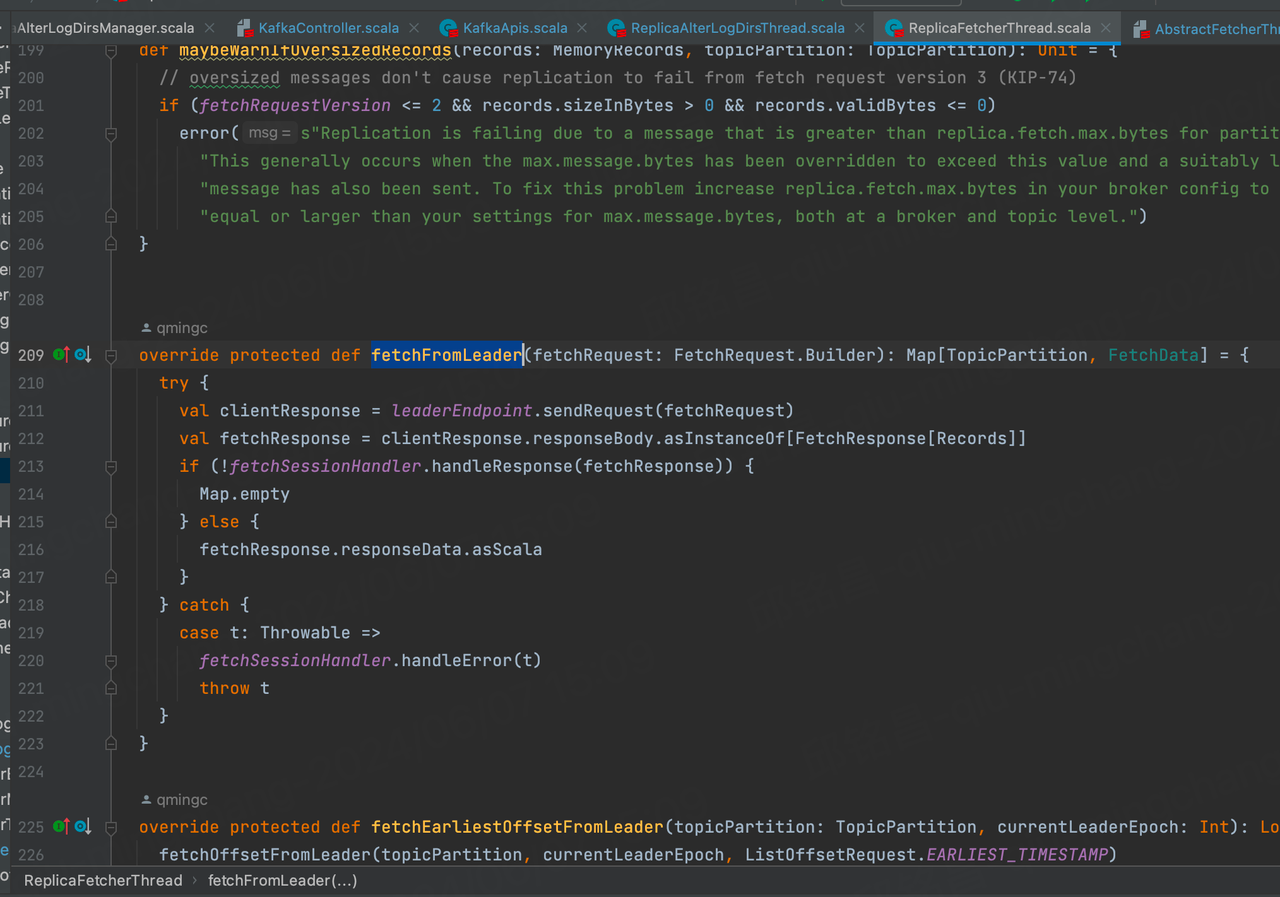 AlterLogDirsManager.scala KafkaController.scala KafkaApis.scala ReplicaAlterLogDirsThread.scala ReplicaFetcherThread.scala AbstractFetcherThr
199 def maybeWarnIfOversizedRecords(records: MemoryRecords, topicPartition: TopicPartition): Unit = {
200 // oversized messages don't cause replication to fail from fetch request version 3 (KIP-74)
201 if (fetchRequestVersion <= 2 && records.sizeInBytes > 0 && records.validBytes <= 0)
202 error( msg = s"Replication is failing due to a message that is greater than replica.fetch.max.bytes for partit
203 "This generally occurs when the max.message.bytes has been overridden to exceed this value and a suitably l
204 "message has also been sent. To fix this problem increase replica.fetch.max.bytes in your broker config to
205 "equal or larger than your settings for max.message.bytes, both at a broker and topic level.")
206 }
207
208
qmingc
209 override protected def fetchFromLeader(fetchRequest: FetchRequest.Builder): Map[TopicPartition, FetchData] = {
210 try {
211 val clientResponse = leaderEndpoint.sendRequest(fetchRequest)
212 val fetchResponse = clientResponse.responseBody.asInstanceOf[FetchResponse[Records]]
213 if (!fetchSessionHandler.handleResponse(fetchResponse)) {
214 Map.empty
215 } else {
216 fetchResponse.responseData.asScala
217 }
218 } catch {
219 case t: Throwable =>
220 fetchSessionHandler.handleError(t)
221 throw t
222 }
223 }
224
qmingc
225 override protected def fetchEarliestOffsetFromLeader(topicPartition: TopicPartition, currentLeaderEpoch: Int): Lo
226 fetchOffsetFromLeader(topicPartition, currentLeaderEpoch, ListOffsetRequest.EARLIEST_TIMESTAMP)
ReplicaFetcherThread › fetchFromLeader(...)